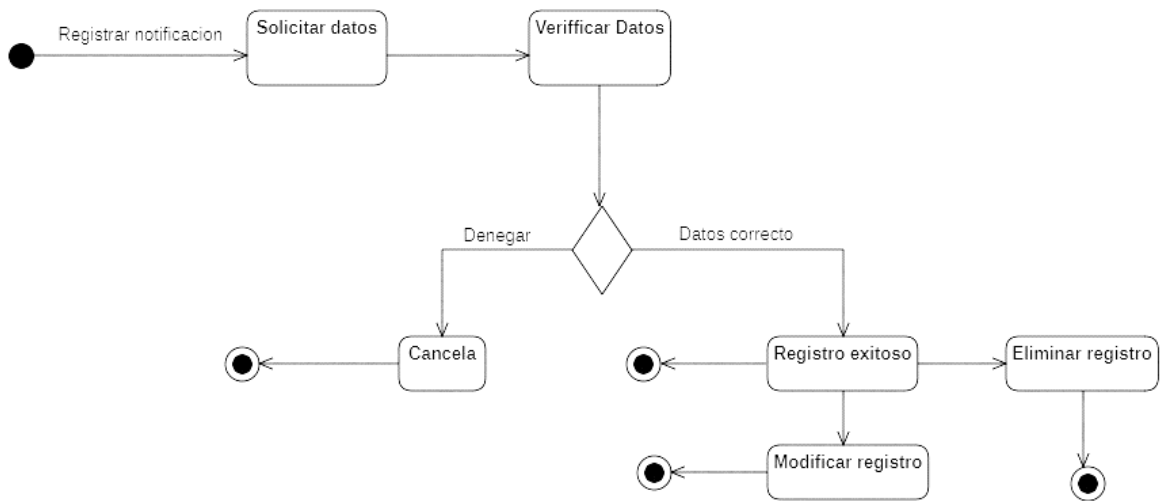 Registrar notificacion
Solicitar datos
Verifficar Datos
Denegar
Datos correcto
Cancela
Registro exitoso
Eliminar registro
Modificar registro